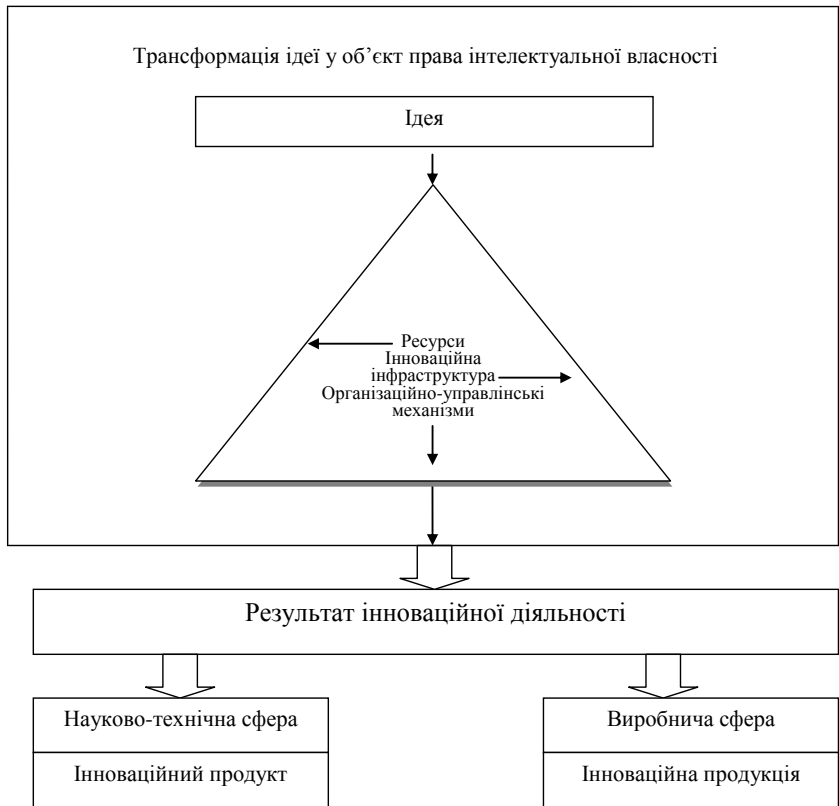 Трансформація ідеї у об’єкт права інтелектуальної власності
Ідея
Ресурси
Інноваційна
інфраструктура
Організаційно-управлінські
механізми
Результат інноваційної діяльності
Науково-технічна сфера
Інноваційний продукт
Виробнича сфера
Інноваційна продукція